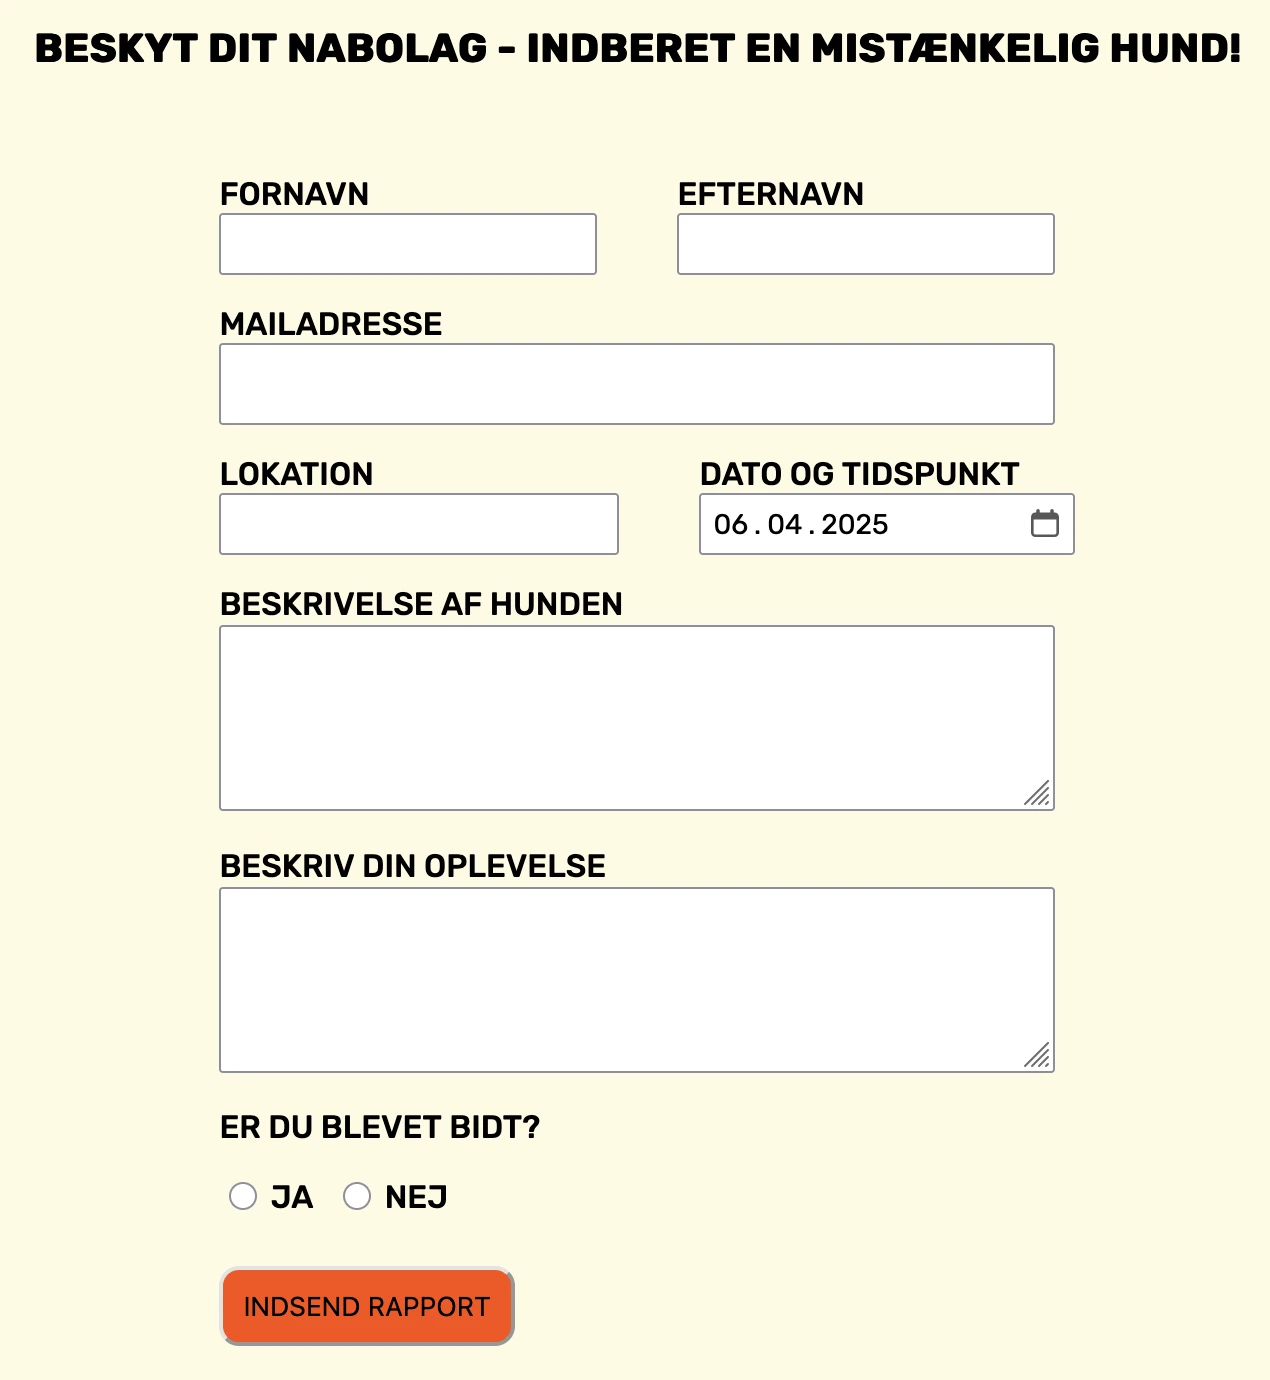 BESKYT DIT NABOLAG - INDBERET EN MISTÆNKELIG HUND!
FORNAVN
EFTERNAVN
MAILADRESSE
LOKATION
DATO OG TIDSPUNKT
06.04.2025
BESKRIVELSE AF HUNDEN
BESKRIV DIN OPLEVELSE
ER DU BLEVET BIDT?
JA NEJ
INDSEND RAPPORT